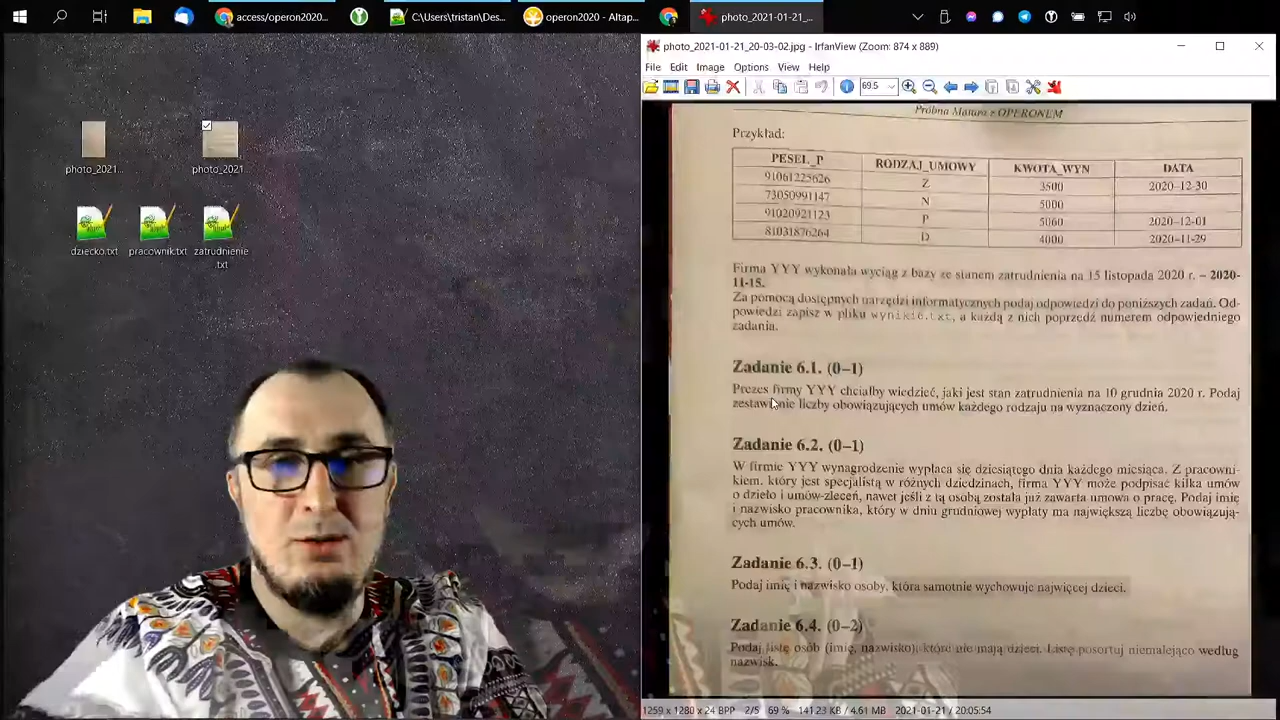 access/operon2020...
C:\Users\tristan\Des...
operon2020 - Altap...
photo_2021-01-21_...
photo_2021-01-21_20-03-02.jpg - IrfanView (Zoom: 874 x 889)
File Edit Image Options View Help
69.5
photo_2021...
photo_2021
dziecko.txt
pracownik.txt
zatrudnienie
.txt
Próbna Matura z OPERONEM
Przykład:
PESEL_P RODZAJ_UMOWY KWOTA_WYN DATA
91061225626 Z 3500 2020-12-30
73050991147 N 5000
91020921123 P 5060 2020-12-01
81031876264 D 4000 2020-11-29
Firma YYY wykonała wyciąg z bazy ze stanem zatrudnienia na 15 listopada 2020 r. – 2020-
11-15.
Za pomocą dostępnych narzędzi informatycznych podaj odpowiedzi do poniższych zadań. Od-
powiedzi zapisz w pliku wyniki6.txt, a każdą z nich poprzedź numerem odpowiedniego
zadania.
Zadanie 6.1. (0–1)
Prezes firmy YYY chciałby wiedzieć, jaki jest stan zatrudnienia na 10 grudnia 2020 r. Podaj
zestawienie liczby obowiązujących umów każdego rodzaju na wyznaczony dzień.
Zadanie 6.2. (0–1)
W firmie YYY wynagrodzenie wypłaca się dziesiątego dnia każdego miesiąca. Z pracowni-
kiem, który jest specjalistą w różnych dziedzinach, firma YYY może podpisać kilka umów
o dzieło i umów-zleceń, nawet jeśli z tą osobą została już zawarta umowa o pracę. Podaj imię
i nazwisko pracownika, który w dniu grudniowej wypłaty ma największą liczbę obowiązują-
cych umów.
Zadanie 6.3. (0–1)
Podaj imię i nazwisko osoby, która samotnie wychowuje najwięcej dzieci.
Zadanie 6.4. (0–2)
Podaj listę osób (imię, nazwisko), które nie mają dzieci. Listę posortuj niemalejąco według
nazwisk.
1259 x 1280 x 24 BPP 2/5 69 % 141.23 KB / 4.61 MB 2021-01-21 / 20:05:54